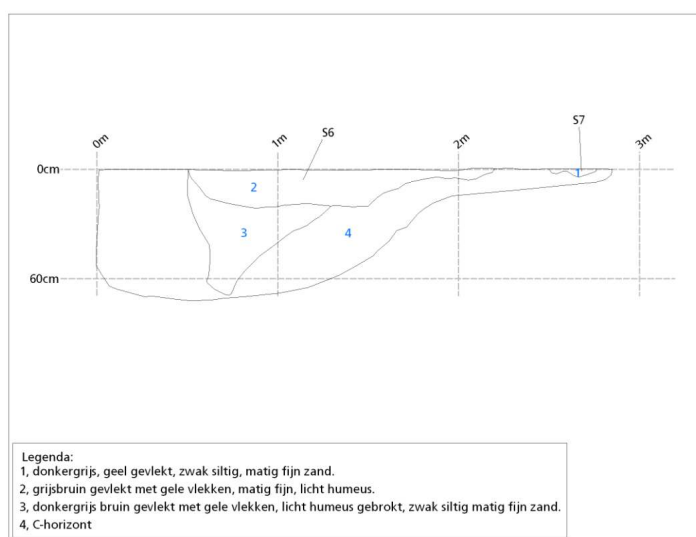 0m
1m
S6
2m
S7
3m
0cm
1
2
3
4
60cm
Legenda:
1, donkergrijs, geel gevlekt, zwak siltig, matig fijn zand.
2, grijsbruin gevlekt met gele vlekken, matig fijn, licht humeus.
3, donkergrijs bruin gevlekt met gele vlekken, licht humeus gebrokt, zwak siltig matig fijn zand.
4, C-horizont